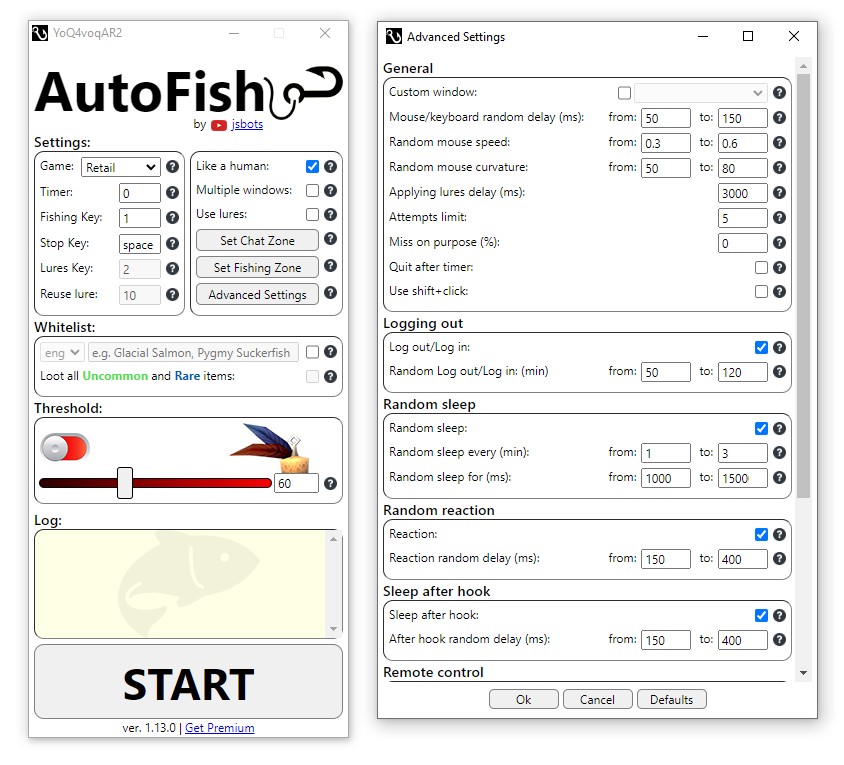 YoQ4voqAR2
AutoFish
by jsbots
Settings:
Game: Retail
Timer: 0
Fishing Key: 1
Stop Key: space
Lures Key: 2
Reuse lure: 10
Like a human:
Multiple windows:
Use lures:
Set Chat Zone
Set Fishing Zone
Advanced Settings
Whitelist:
eng e.g. Glacial Salmon, Pygmy Suckerfish
Loot all Uncommon and Rare items:
Threshold:
60
Log:
START
ver. 1.13.0 | Get Premium
Advanced Settings
General
Custom window:
Mouse/keyboard random delay (ms): from: 50 to: 150
Random mouse speed: from: 0.3 to: 0.6
Random mouse curvature: from: 50 to: 80
Applying lures delay (ms): 3000
Attempts limit: 5
Miss on purpose (%): 0
Quit after timer:
Use shift+click:
Logging out
Log out/Log in:
Random Log out/Log in: (min) from: 50 to: 120
Random sleep
Random sleep:
Random sleep every (min): from: 1 to: 3
Random sleep for (ms): from: 1000 to: 1500
Random reaction
Reaction:
Reaction random delay (ms): from: 150 to: 400
Sleep after hook
Sleep after hook:
After hook random delay (ms): from: 150 to: 400
Remote control
Ok Cancel Defaults